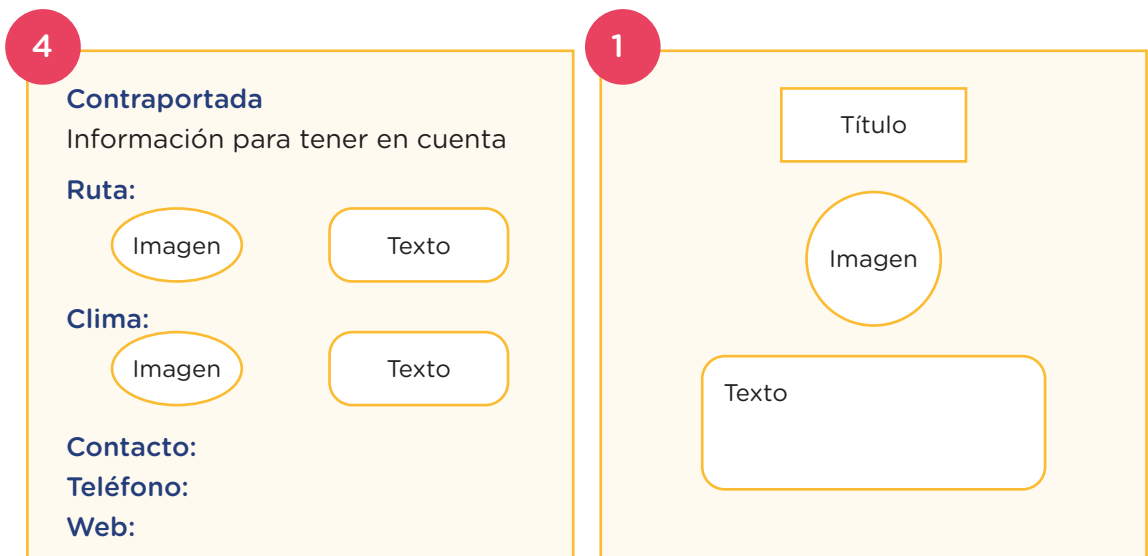 4
Contraportada
Información para tener en cuenta
Ruta:
Imagen
Texto
Clima:
Imagen
Texto
Contacto:
Teléfono:
Web:
1
Título
Imagen
Texto